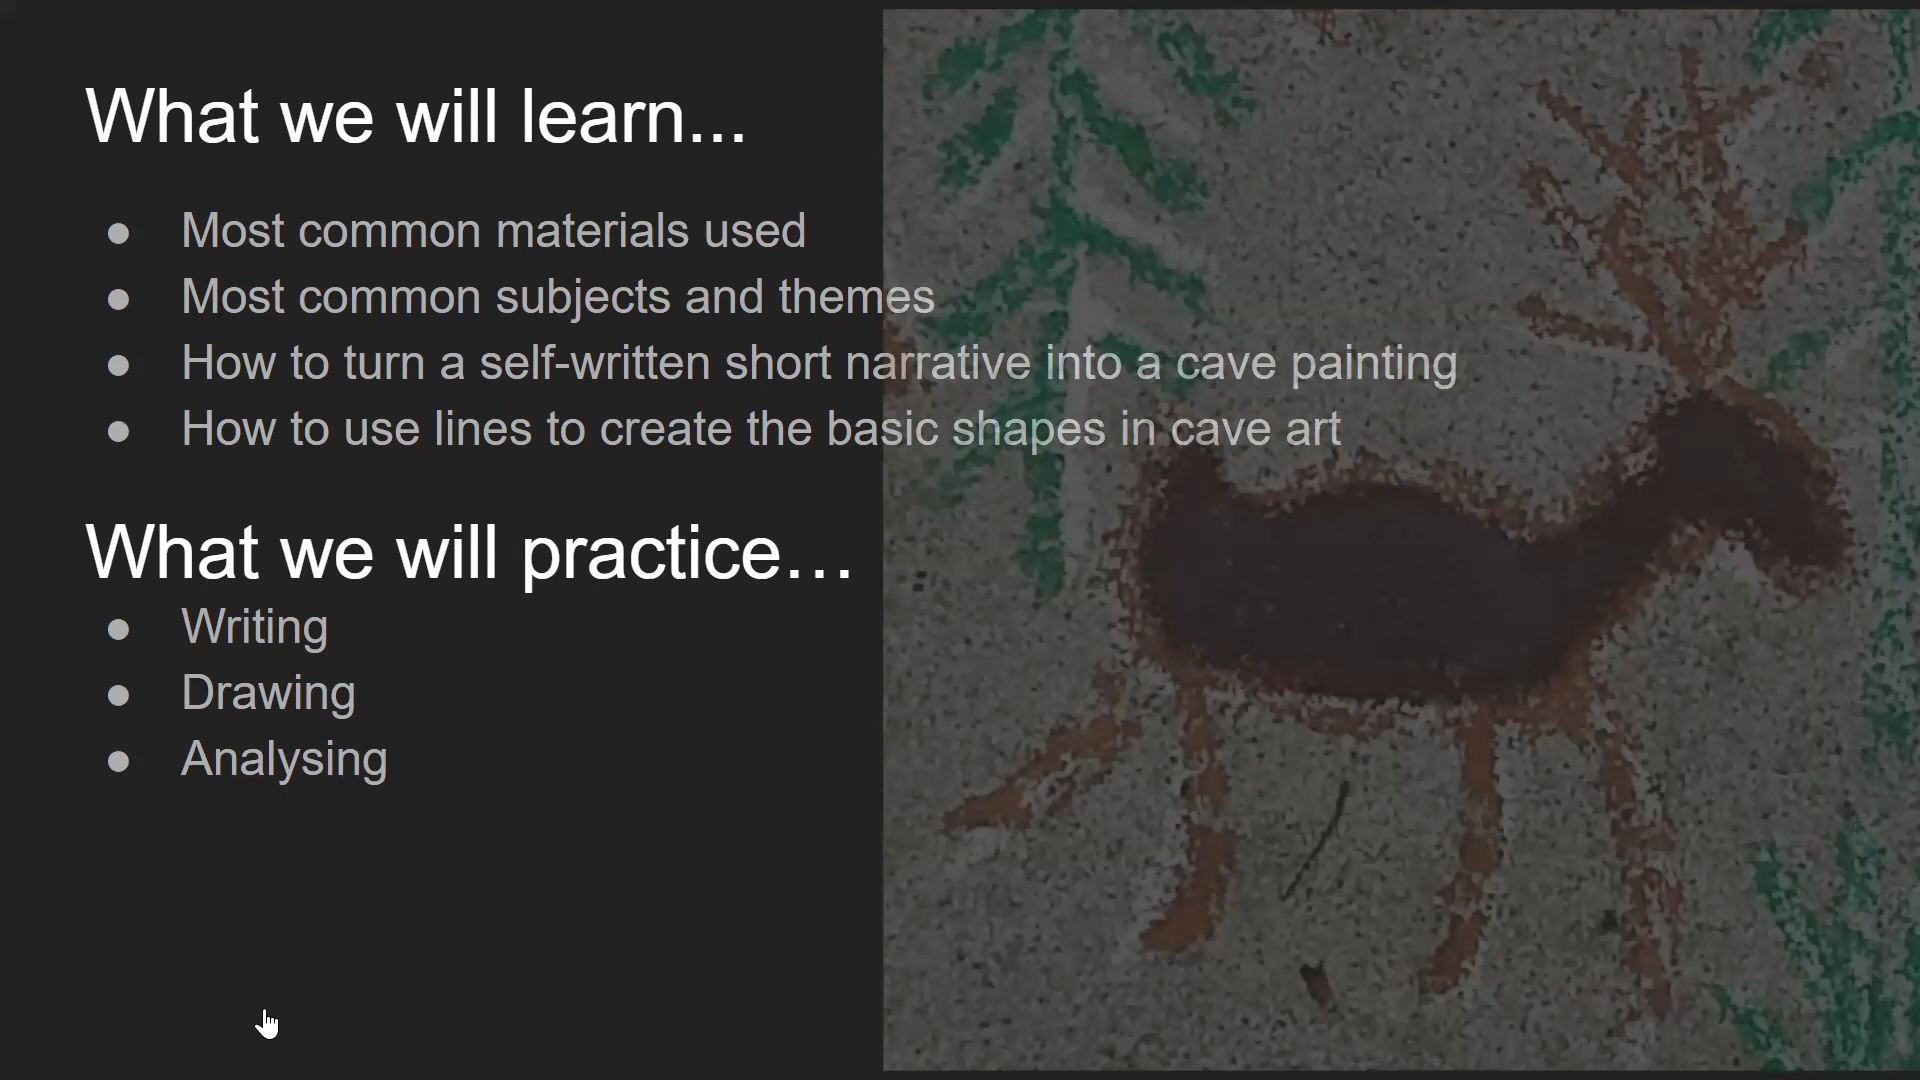 What we will learn...
● Most common materials used
● Most common subjects and themes
● How to turn a self-written short narrative into a cave painting
● How to use lines to create the basic shapes in cave art
What we will practice…
● Writing
● Drawing
● Analysing